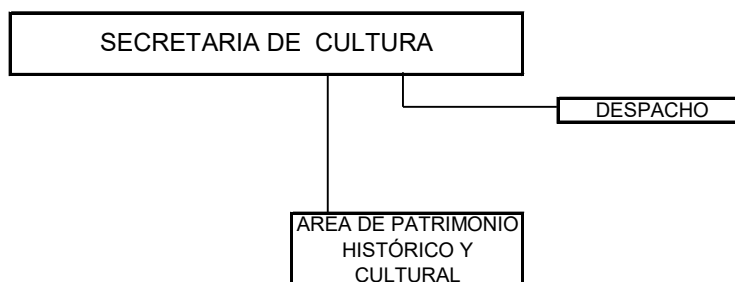 SECRETARIA DE CULTURA
DESPACHO
AREA DE PATRIMONIO
HISTÓRICO Y
CULTURAL